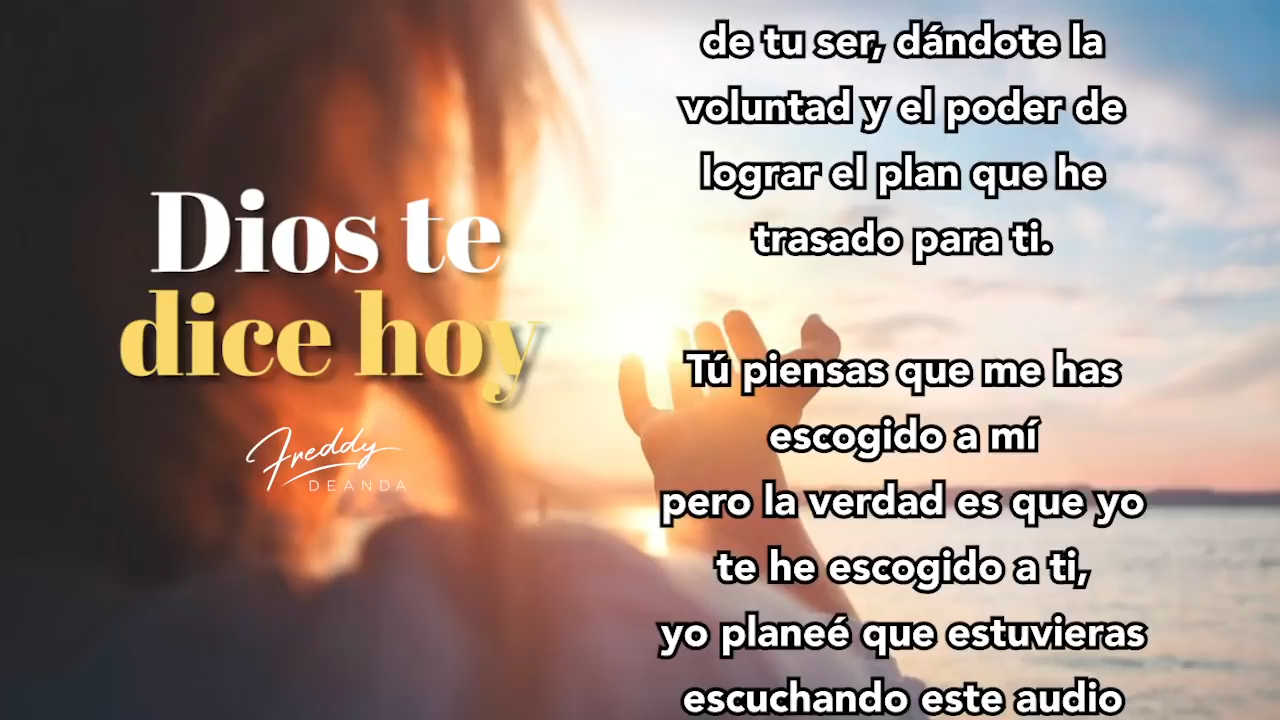 Dios te
dice hoy
Freddy
DEANDA
de tu ser, dándote la
voluntad y el poder de
lograr el plan que he
trasado para ti.
Tú piensas que me has
escogido a mí
pero la verdad es que yo
te he escogido a ti,
yo planeé que estuvieras
escuchando este audio